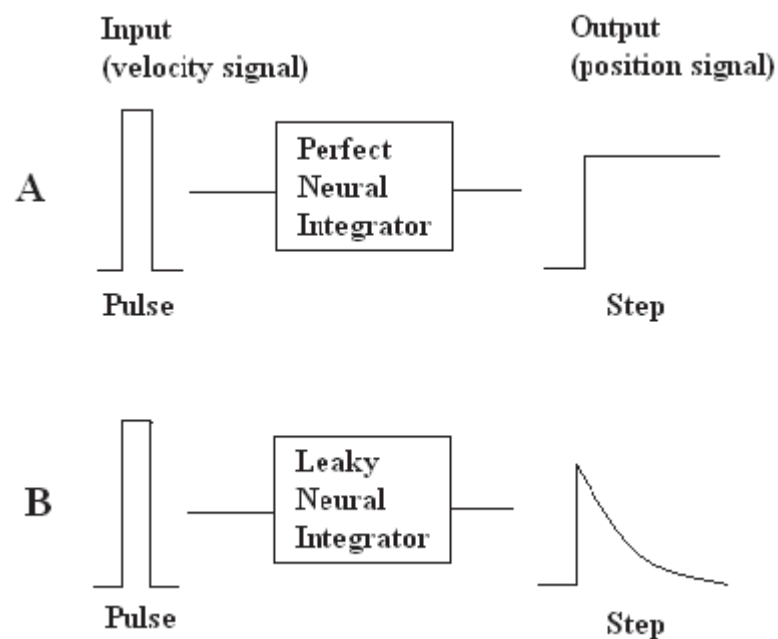 Input
(velocity signal)
Output
(position signal)
A
Perfect
Neural
Integrator
Pulse
Step
B
Leaky
Neural
Integrator
Pulse
Step